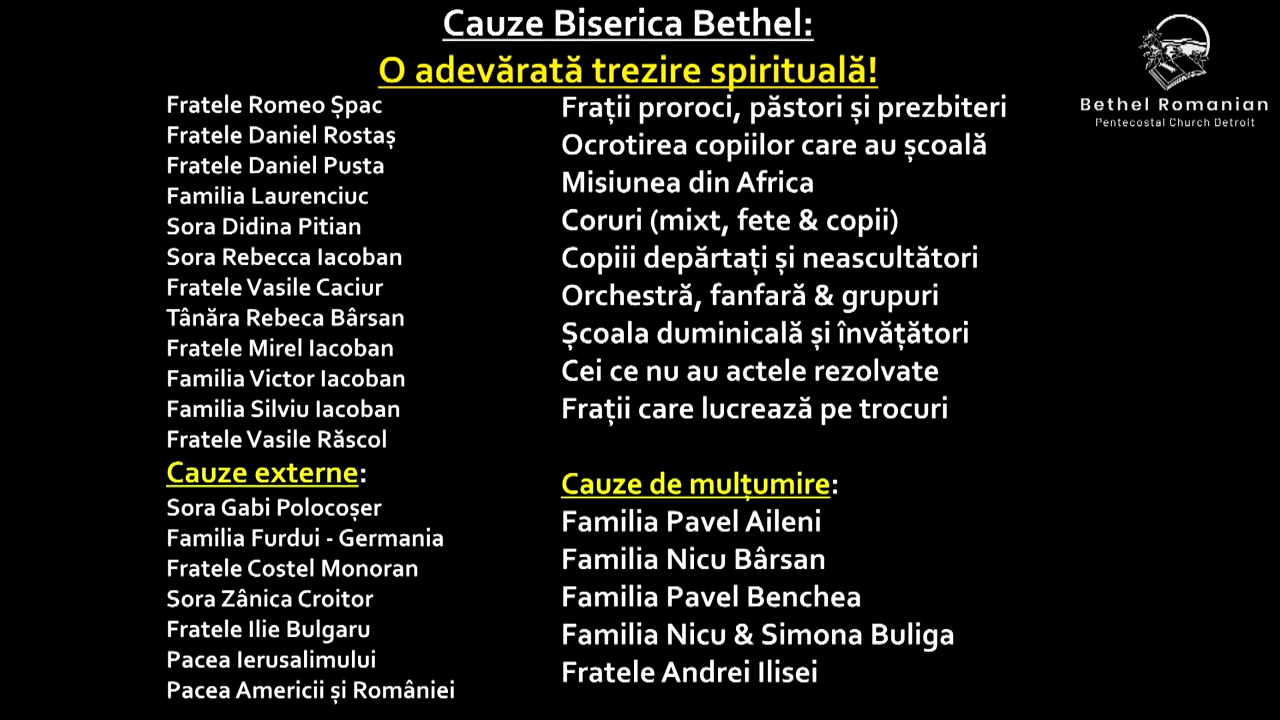 Cauze Biserica Bethel:
O adevărată trezire spirituală!
Fratele Romeo Șpac
Fratele Daniel Rostaș
Fratele Daniel Pusta
Familia Laurenciuc
Sora Didina Pitian
Sora Rebecca Iacoban
Fratele Vasile Caciur
Tânăra Rebeca Bârsan
Fratele Mirel Iacoban
Familia Victor Iacoban
Familia Silviu Iacoban
Fratele Vasile Răscol
Cauze externe:
Sora Gabi Polocoșer
Familia Furdui - Germania
Fratele Costel Monoran
Sora Zânica Croitor
Fratele Ilie Bulgaru
Pacea Ierusalimului
Pacea Americii și României
Frații proroci, păstori și prezbiteri
Ocrotirea copiilor care au școală
Misiunea din Africa
Coruri (mixt, fete & copii)
Copiii depărtați și neascultători
Orchestră, fanfară & grupuri
Școala duminicală și învățători
Cei ce nu au actele rezolvate
Frații care lucrează pe trocuri
Cauze de mulțumire:
Familia Pavel Aileni
Familia Nicu Bârsan
Familia Pavel Benchea
Familia Nicu & Simona Buliga
Fratele Andrei Ilisei
Bethel Romanian
Pentecostal Church Detroit